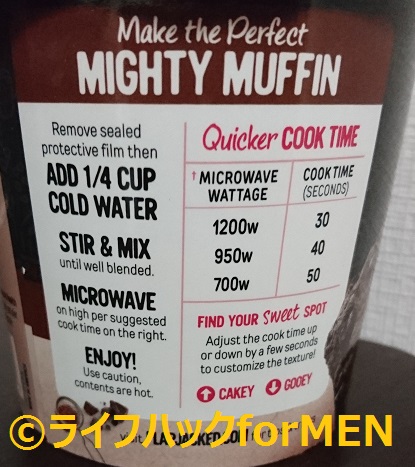 Make the Perfect
MIGHTY MUFFIN
Remove sealed
protective film then
ADD 1/4 CUP
COLD WATER
STIR & MIX
until well blended.
MICROWAVE
on high per suggested
cook time on the right.
ENJOY!
Use caution,
contents are hot.
Quicker COOK TIME
†MICROWAVE WATTAGE
COOK TIME (SECONDS)
1200w 30
950w 40
700w 50
FIND YOUR Sweet SPOT
Adjust the cook time up
or down by a few seconds
to customize the texture!
CAKEY GOOEY
©ライフハックforMEN